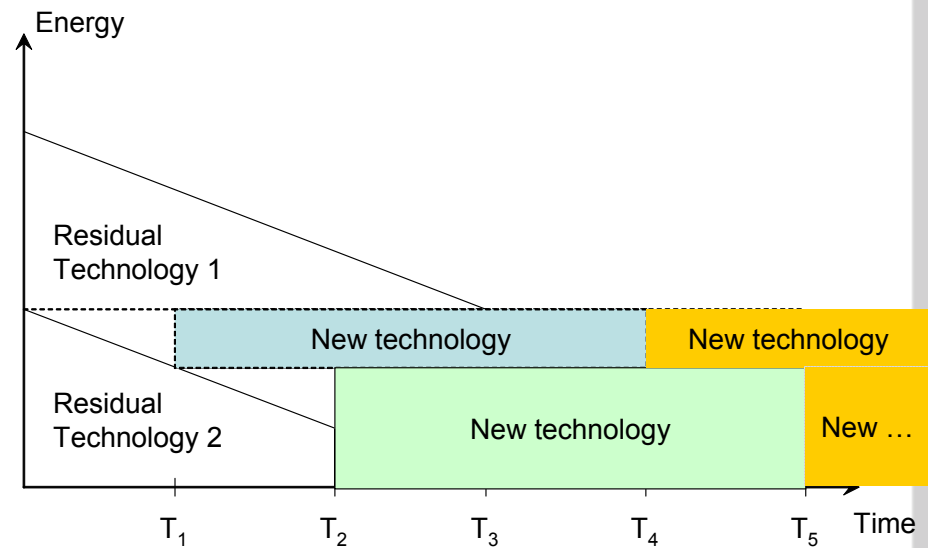 Energy
Residual
Technology 1
New technology
New technology
Residual
Technology 2
New technology
New …
T₁
T₂
T₃
T₄
T₅
Time